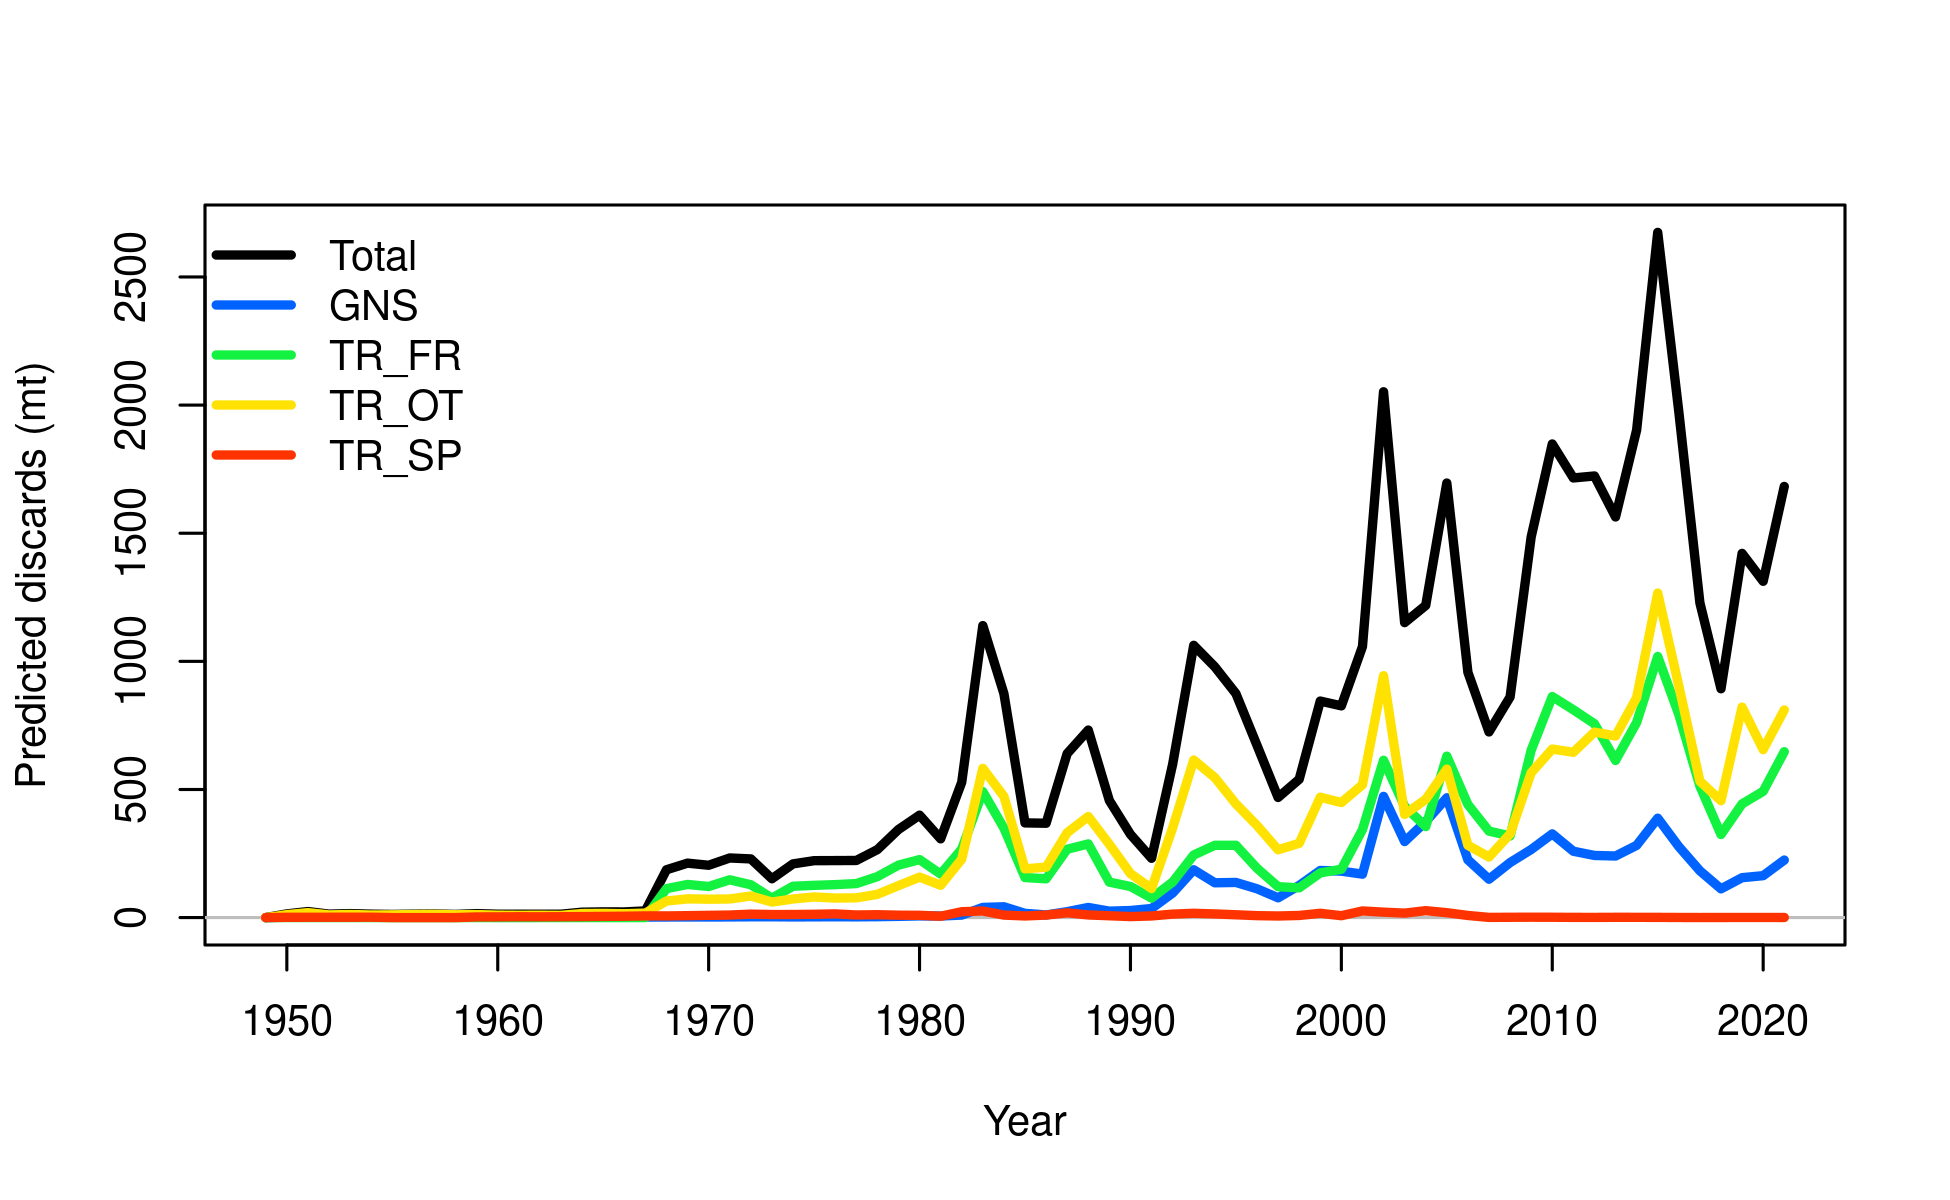 Total
GNS
TR_FR
TR_OT
TR_SP
Predicted discards (mt)
2500
2000
1500
1000
500
0
1950 1960 1970 1980 1990 2000 2010 2020
Year